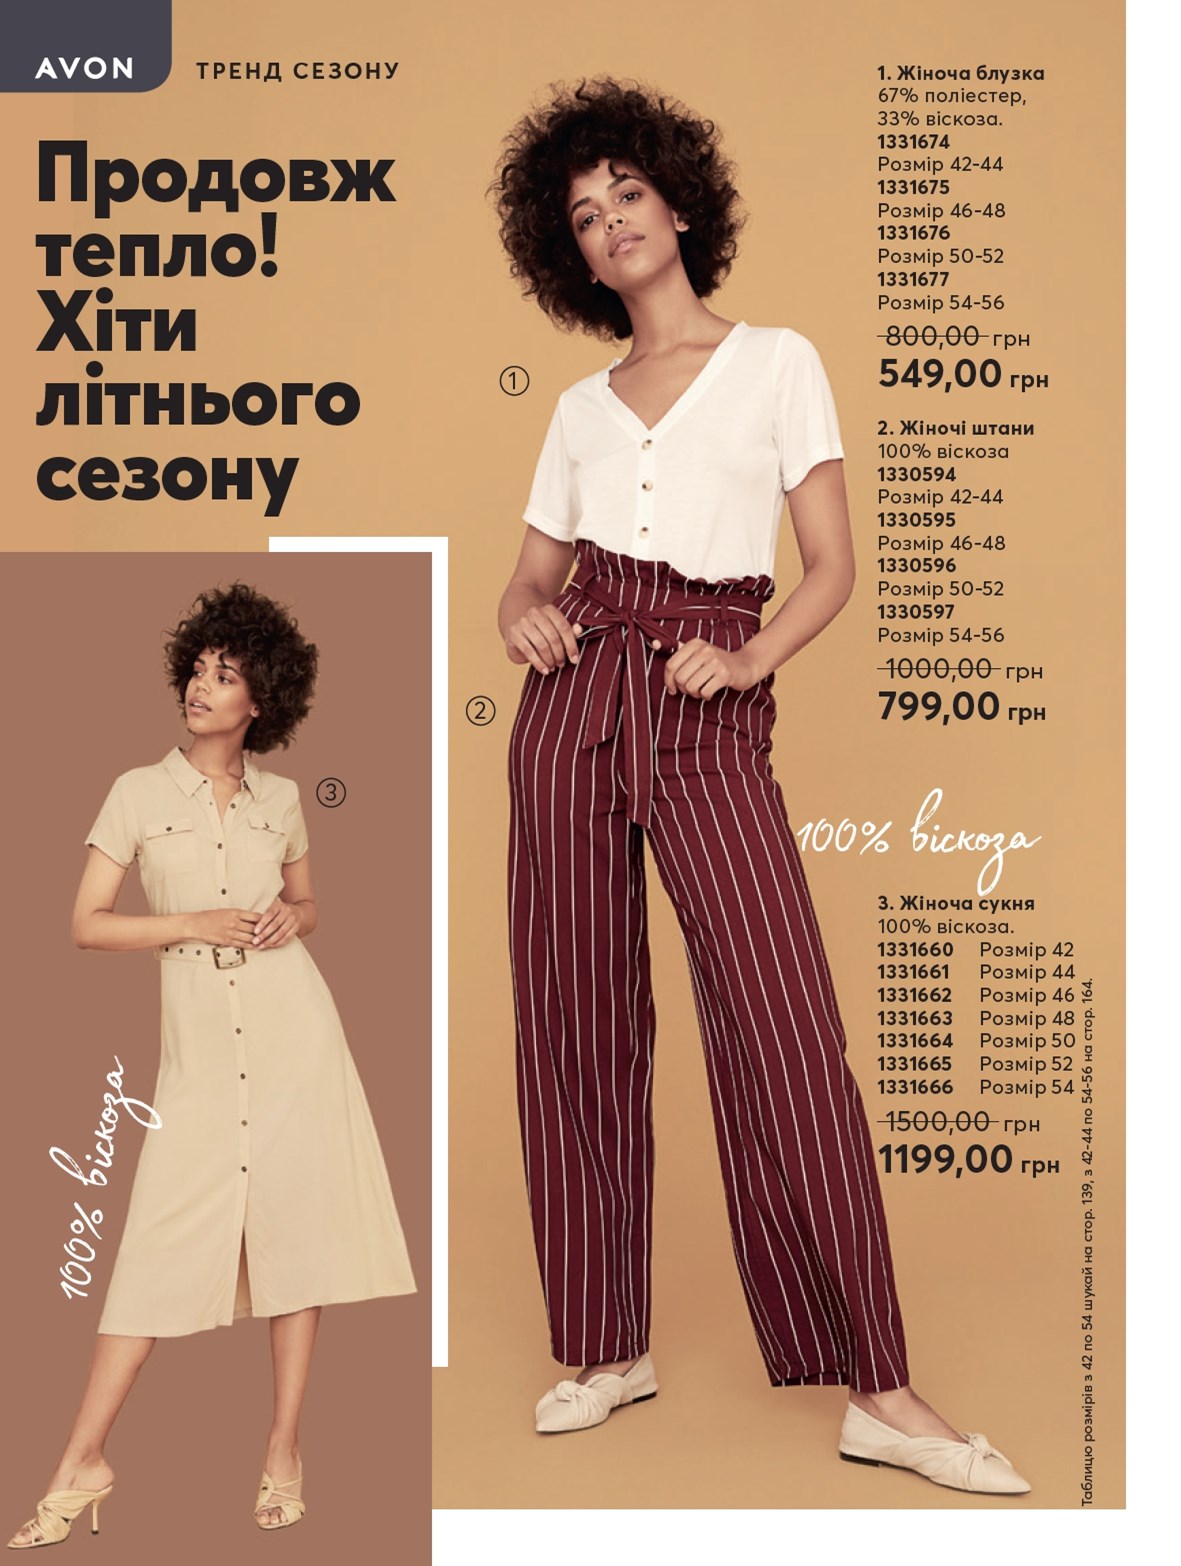 AVON
ТРЕНД СЕЗОНУ
Продовж
тепло!
Хіти
літнього
сезону
1
2
3
100% віскоза
1. Жіноча блузка
67% поліестер,
33% віскоза.
1331674
Розмір 42-44
1331675
Розмір 46-48
1331676
Розмір 50-52
1331677
Розмір 54-56
800,00 грн
549,00 грн
2. Жіночі штани
100% віскоза
1330594
Розмір 42-44
1330595
Розмір 46-48
1330596
Розмір 50-52
1330597
Розмір 54-56
1000,00 грн
799,00 грн
100% віскоза
3. Жіноча сукня
100% віскоза.
1331660 Розмір 42
1331661 Розмір 44
1331662 Розмір 46
1331663 Розмір 48
1331664 Розмір 50
1331665 Розмір 52
1331666 Розмір 54
1500,00 грн
1199,00 грн
Таблицю розмірів з 42 по 54 шукай на стор. 139, з 42-44 по 54-56 на стор. 164.